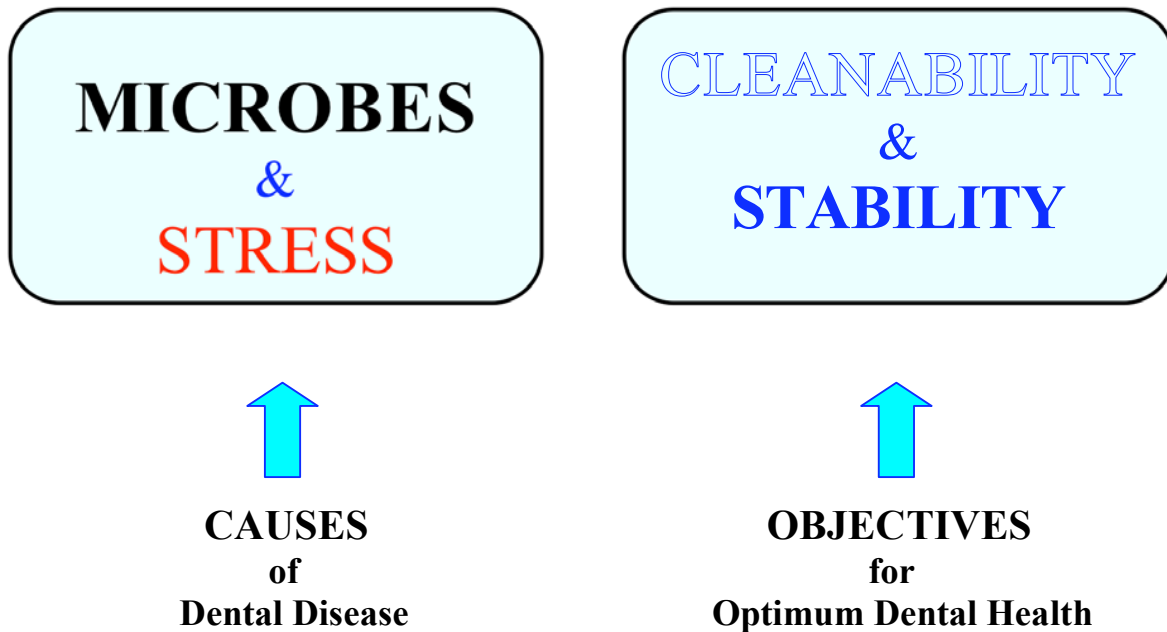 MICROBES
&
STRESS
CAUSES
of
Dental Disease
CLEANABILITY
&
STABILITY
OBJECTIVES
for
Optimum Dental Health